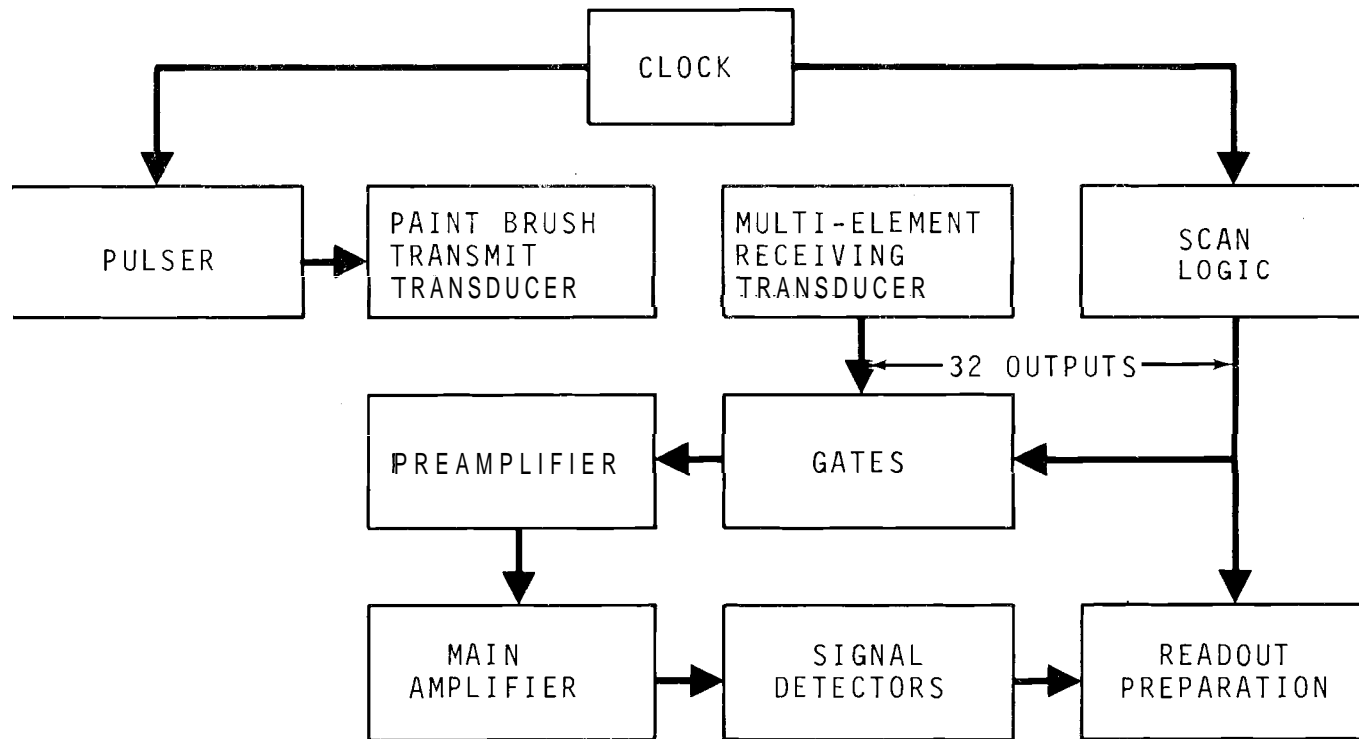 CLOCK
PULSER
PAINT BRUSH
TRANSMIT
TRANSDUCER
MULTI-ELEMENT
RECEIVING
TRANSDUCER
SCAN
LOGIC
32 OUTPUTS
PREAMPLIFIER
GATES
MAIN
AMPLIFIER
SIGNAL
DETECTORS
READOUT
PREPARATION